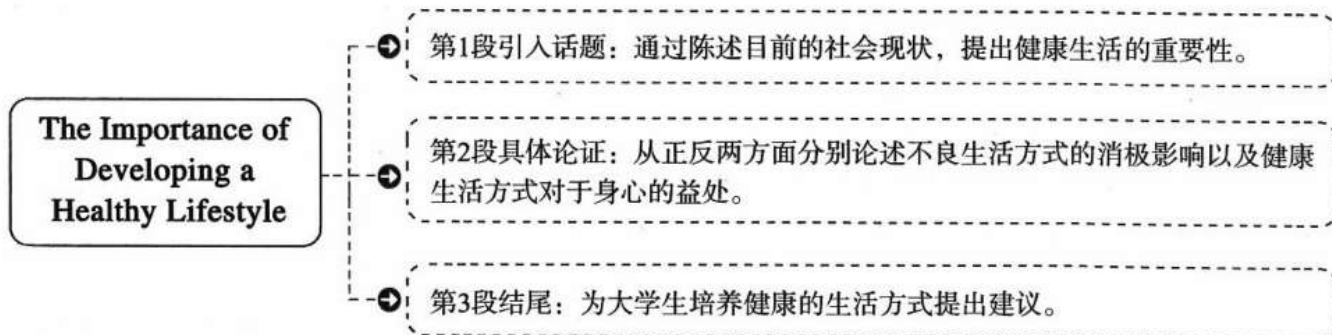 The Importance of
Developing a
Healthy Lifestyle
第1段引入话题：通过陈述目前的社会现状，提出健康生活的重要性。
第2段具体论证：从正反两方面分别论述不良生活方式的消极影响以及健康
生活方式对于身心的益处。
第3段结尾：为大学生培养健康的生活方式提出建议。